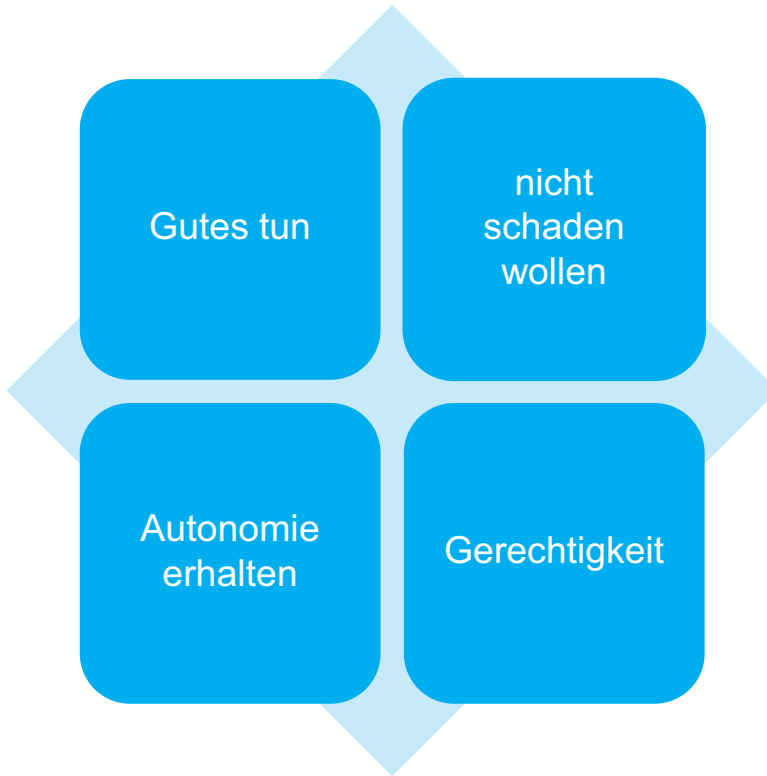 Gutes tun
nicht
schaden
wollen
Autonomie
erhalten
Gerechtigkeit